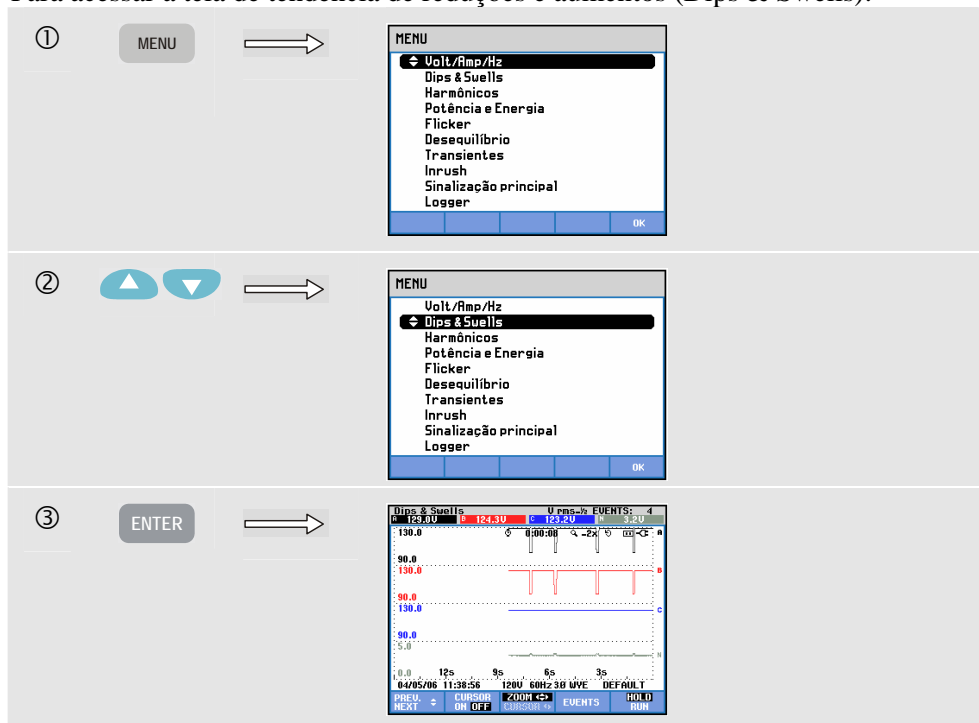 Para acessar a tela de tendência de reduções e aumentos (Dips & Swells):
①
MENU
MENU
Volt/Amp/Hz
Dips & Suells
Harmônicos
Potência e Energia
Flicker
Desequilíbrio
Transientes
Inrush
Sinalização principal
Logger
OK
②
MENU
Volt/Amp/Hz
Dips & Suells
Harmônicos
Potência e Energia
Flicker
Desequilíbrio
Transientes
Inrush
Sinalização principal
Logger
OK
③
ENTER
Dips & Swells V rms-½ EVENTS: 4
A 129.0V B 124.3V C 123.2V N 3.2V
130.0 0:00:08 -2x A
90.0
130.0 B
90.0
130.0 C
90.0
5.0 N
0.0 12s 9s 6s 3s
04/05/06 11:38:56 120V 60Hz 3Ø WYE DEFAULT
PREV. NEXT CURSOR ON OFF ZOOM CURSOR EVENTS HOLD RUN